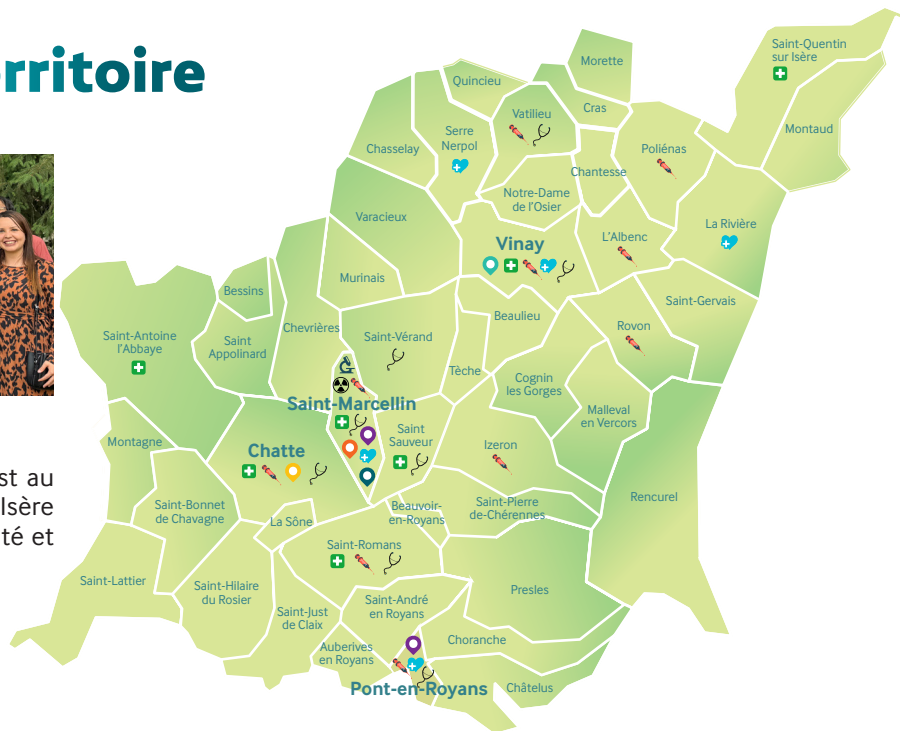 rritoire
st au
Isère
té et
Saint-Quentin
sur Isère
Morette
Quincieu
Cras
Vatilieu
Montaud
Serre
Nerpol
Chasselay
Poliénas
Chantesse
Notre-Dame
de l'Osier
Varacieux
La Rivière
L'Albenc
Vinay
Murinais
Bessins
Saint-Gervais
Beaulieu
Chevrières
Rovon
Saint-Antoine
l'Abbaye
Saint
Appolinard
Saint-Vérand
Tèche
Cognin
les Gorges
Saint-Marcellin
Malleval
en Vercors
Montagne
Chatte
Saint
Sauveur
Izeron
Rencurel
Saint-Bonnet
de Chavagne
Beauvoir-
en-Royans
Saint-Pierre
de-Chérennes
La Sône
Saint-Romans
Saint-Lattier
Saint-Hilaire
du Rosier
Presles
Saint-André
en Royans
Saint-Just
de Claix
Choranche
Auberives
en Royans
Pont-en-Royans
Châtelus